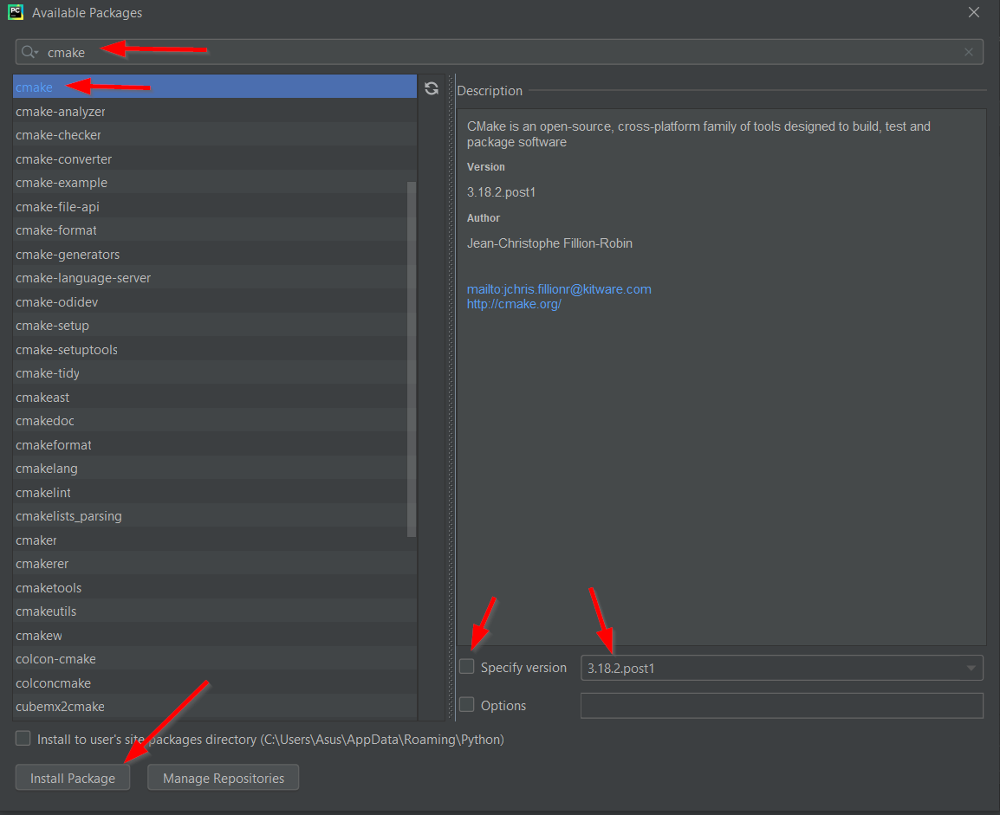 PC
Available Packages
cmake
cmake
cmake-analyzer
cmake-checker
cmake-converter
cmake-example
cmake-file-api
cmake-format
cmake-generators
cmake-language-server
cmake-odidev
cmake-setup
cmake-setuptools
cmake-tidy
cmakeast
cmakedoc
cmakeformat
cmakelang
cmakelint
cmakelists_parsing
cmaker
cmakerer
cmaketools
cmakeutils
cmakew
colcon-cmake
colconcmake
cubemx2cmake
Description
CMake is an open-source, cross-platform family of tools designed to build, test and
package software
Version
3.18.2.post1
Author
Jean-Christophe Fillion-Robin
mailto:jchris.fillionr@kitware.com
http://cmake.org/
Specify version
3.18.2.post1
Options
Install to user's site packages directory (C:\Users\Asus\AppData\Roaming\Python)
Install Package
Manage Repositories